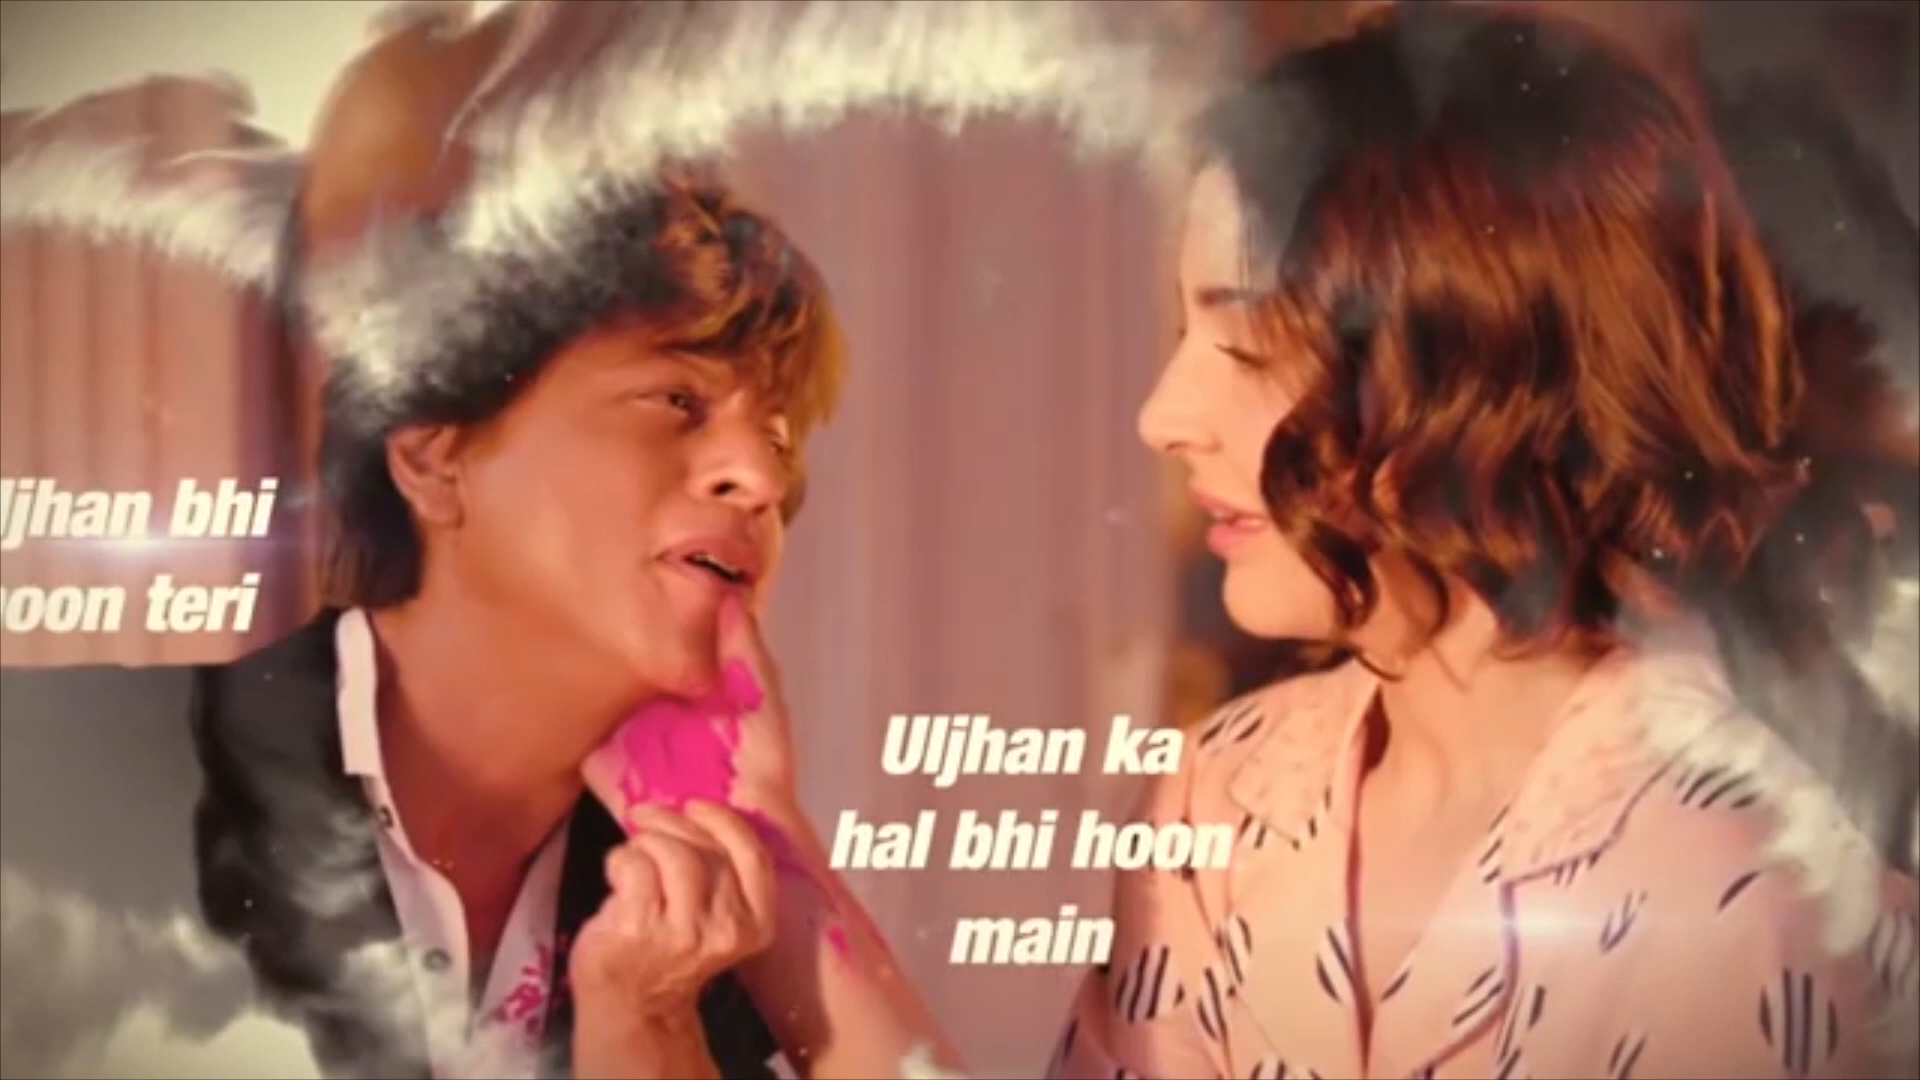 ljhan bhi
oon teri
Uljhan ka
hal bhi hoon
main